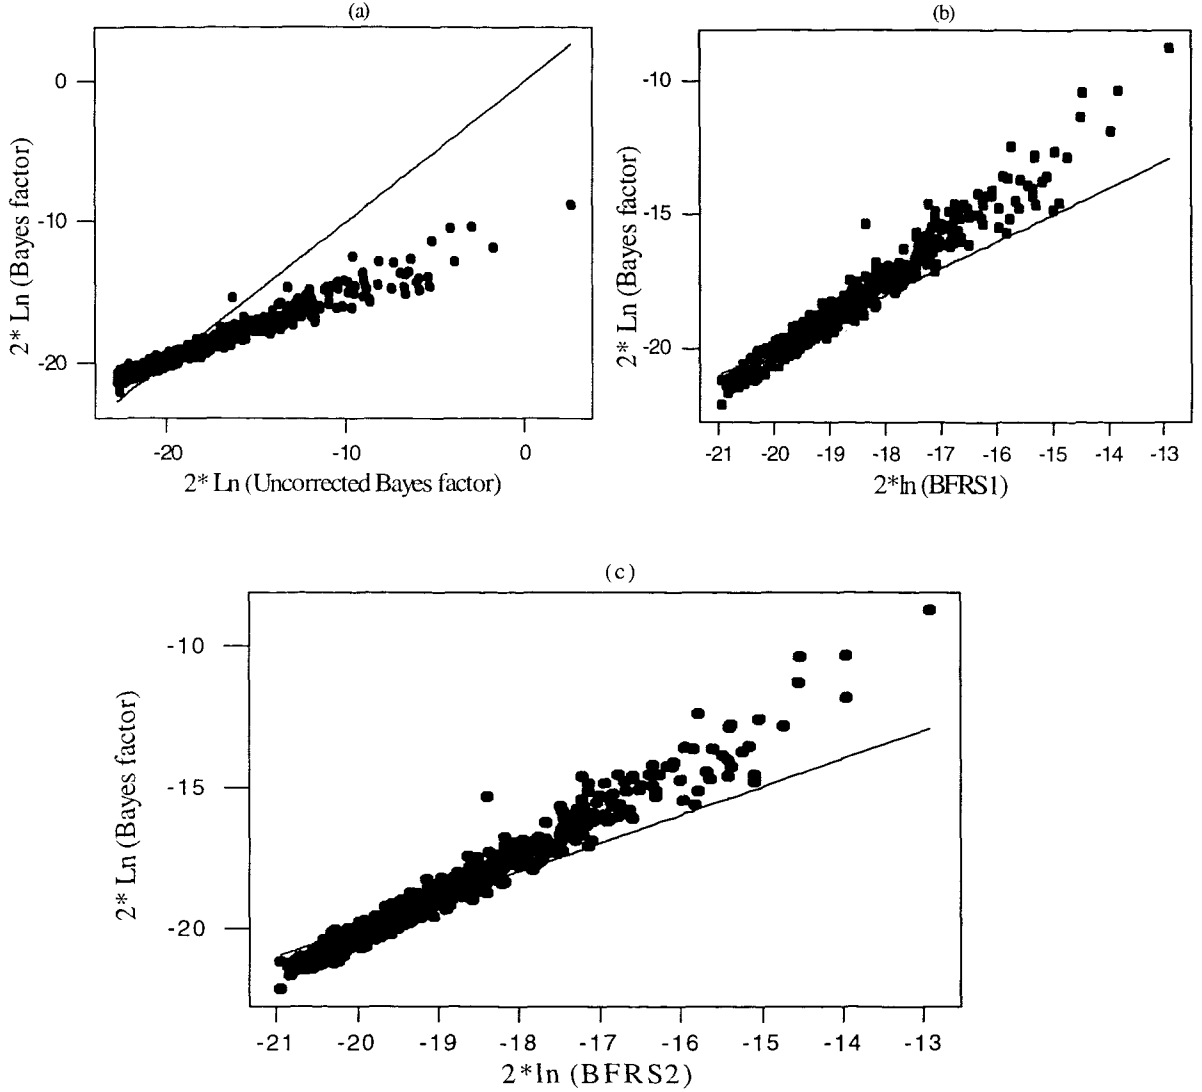 (a)
0
-10
-20
2* Ln (Bayes factor)
-20 -10 0
2* Ln (Uncorrected Bayes factor)
(b)
-10
-15
-20
2* Ln (Bayes factor)
-21 -20 -19 -18 -17 -16 -15 -14 -13
2*ln (BFRS1)
(c)
-10
-15
-20
2* Ln (Bayes factor)
-21 -20 -19 -18 -17 -16 -15 -14 -13
2*ln (BFRS2)